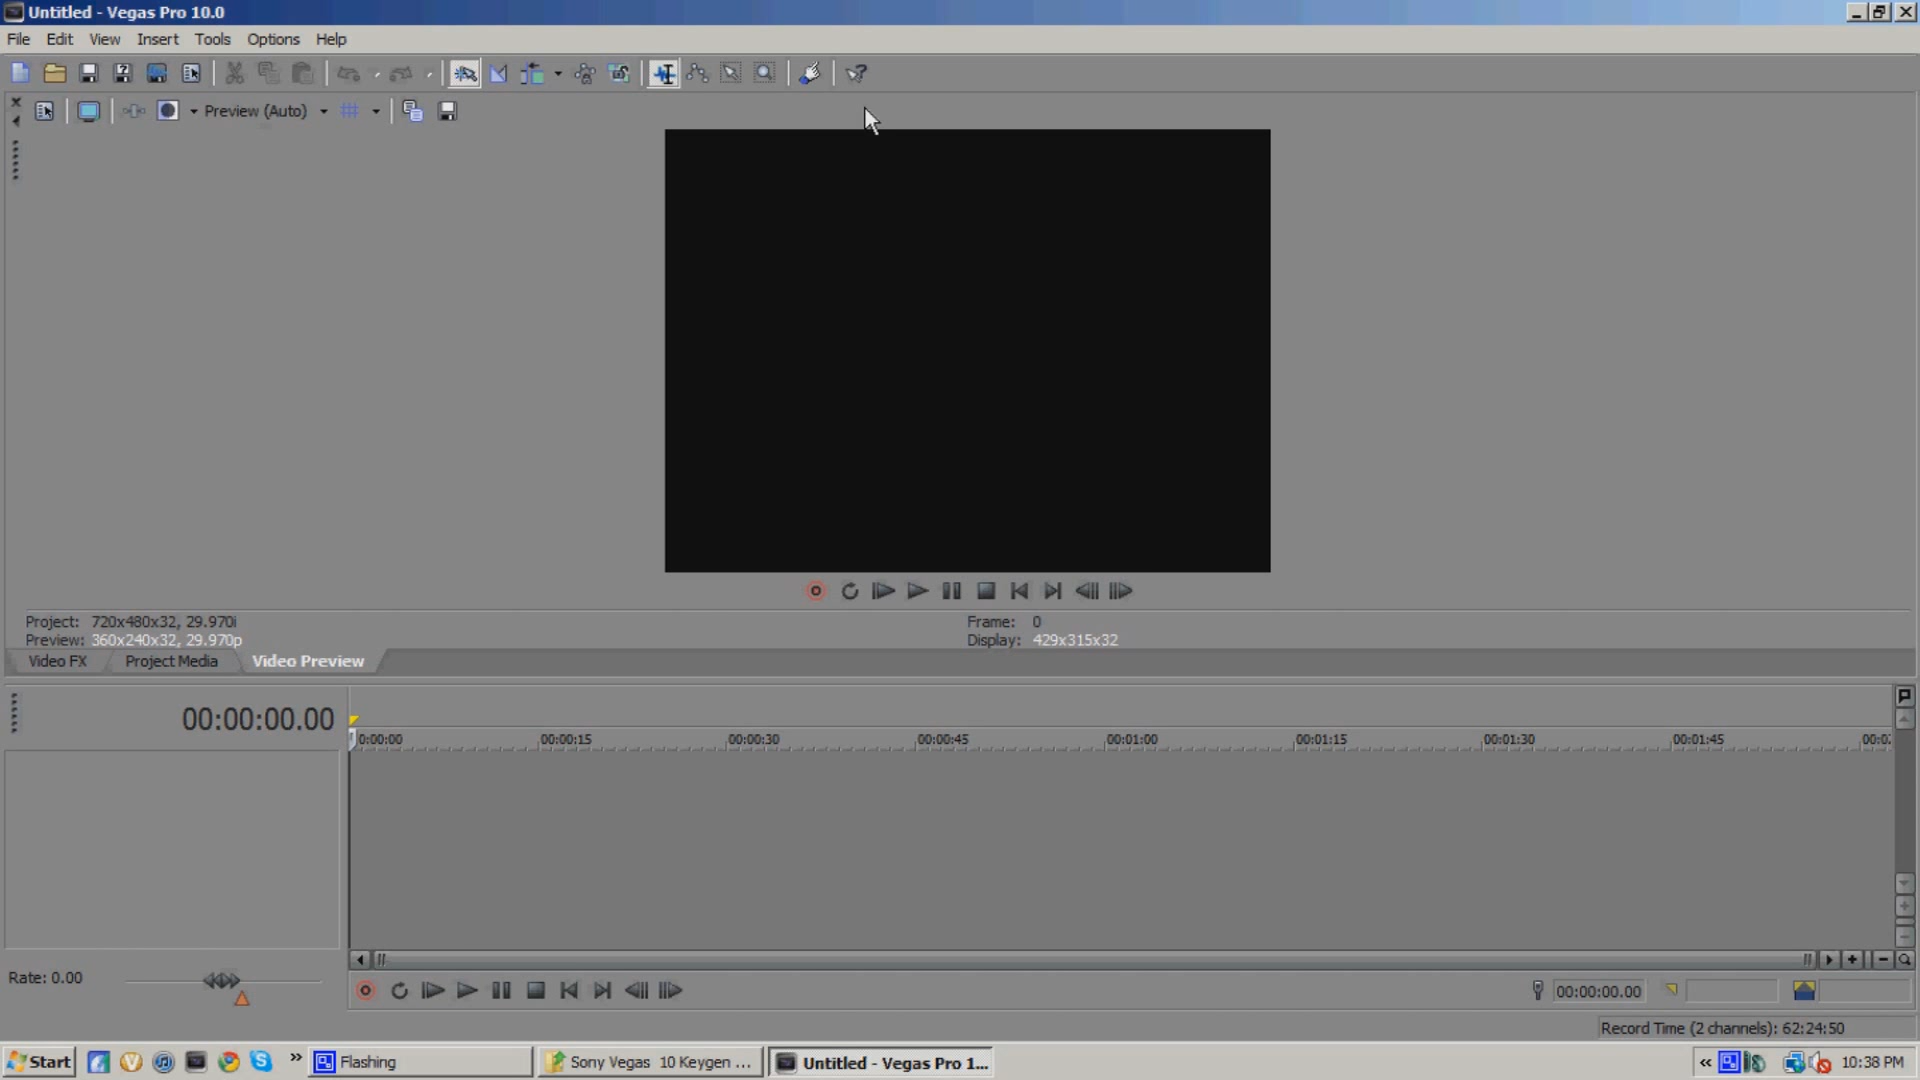 Untitled - Vegas Pro 10.0
File Edit View Insert Tools Options Help
Preview (Auto)
Project: 720x480x32, 29.970i
Frame: 0
Preview: 360x240x32, 29.970p
Display: 429x315x32
Video FX Project Media Video Preview
00:00:00.00
0:00:00 00:00:15 00:00:30 00:00:45 00:01:00 00:01:15 00:01:30 00:01:45 00:0
Rate: 0.00
00:00:00.00
Record Time (2 channels): 62:24:50
Start Flashing Sony Vegas 10 Keygen ... Untitled - Vegas Pro 1... 10:38 PM